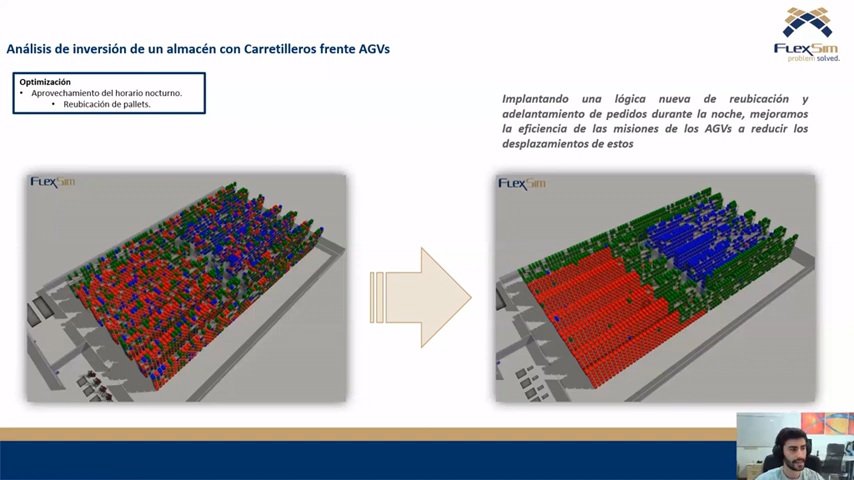 Análisis de inversión de un almacén con Carretilleros frente AGVs
FLEXSIM
problem solved.
Optimización
• Aprovechamiento del horario nocturno.
• Reubicación de pallets.
Implantando una lógica nueva de reubicación y
adelantamiento de pedidos durante la noche, mejoramos
la eficiencia de las misiones de los AGVs a reducir los
desplazamientos de estos
FLEXSIM
FLEXSIM